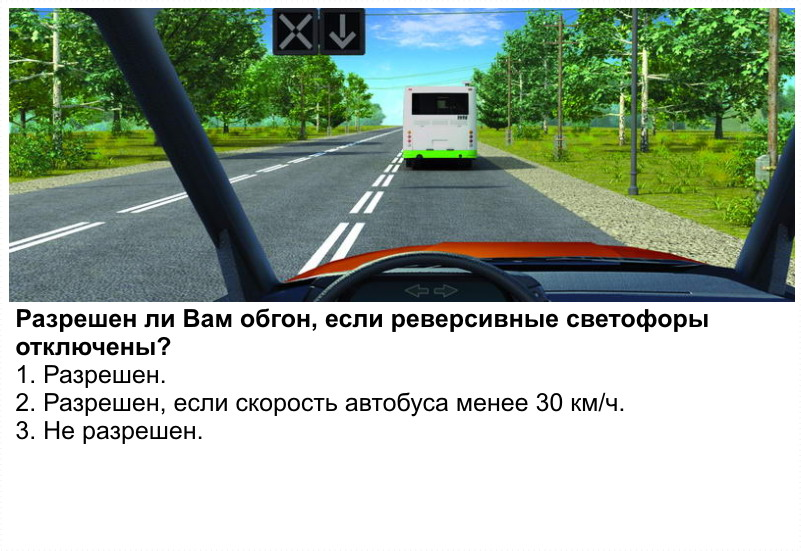 Разрешен ли Вам обгон, если реверсивные светофоры
отключены?
1. Разрешен.
2. Разрешен, если скорость автобуса менее 30 км/ч.
3. Не разрешен.